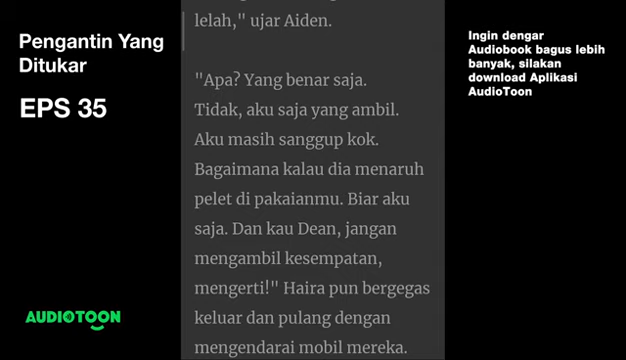 Pengantin Yang
Ditukar
EPS 35
lelah," ujar Aiden.
"Apa? Yang benar saja.
Tidak, aku saja yang ambil.
Aku masih sanggup kok.
Bagaimana kalau dia menaruh
pelet di pakaianmu. Biar aku
saja. Dan kau Dean, jangan
mengambil kesempatan,
mengerti!" Haira pun bergegas
keluar dan pulang dengan
mengendarai mobil mereka.
Ingin dengar
Audiobook bagus lebih
banyak, silakan
download Aplikasi
AudioToon
AUDIOTOON